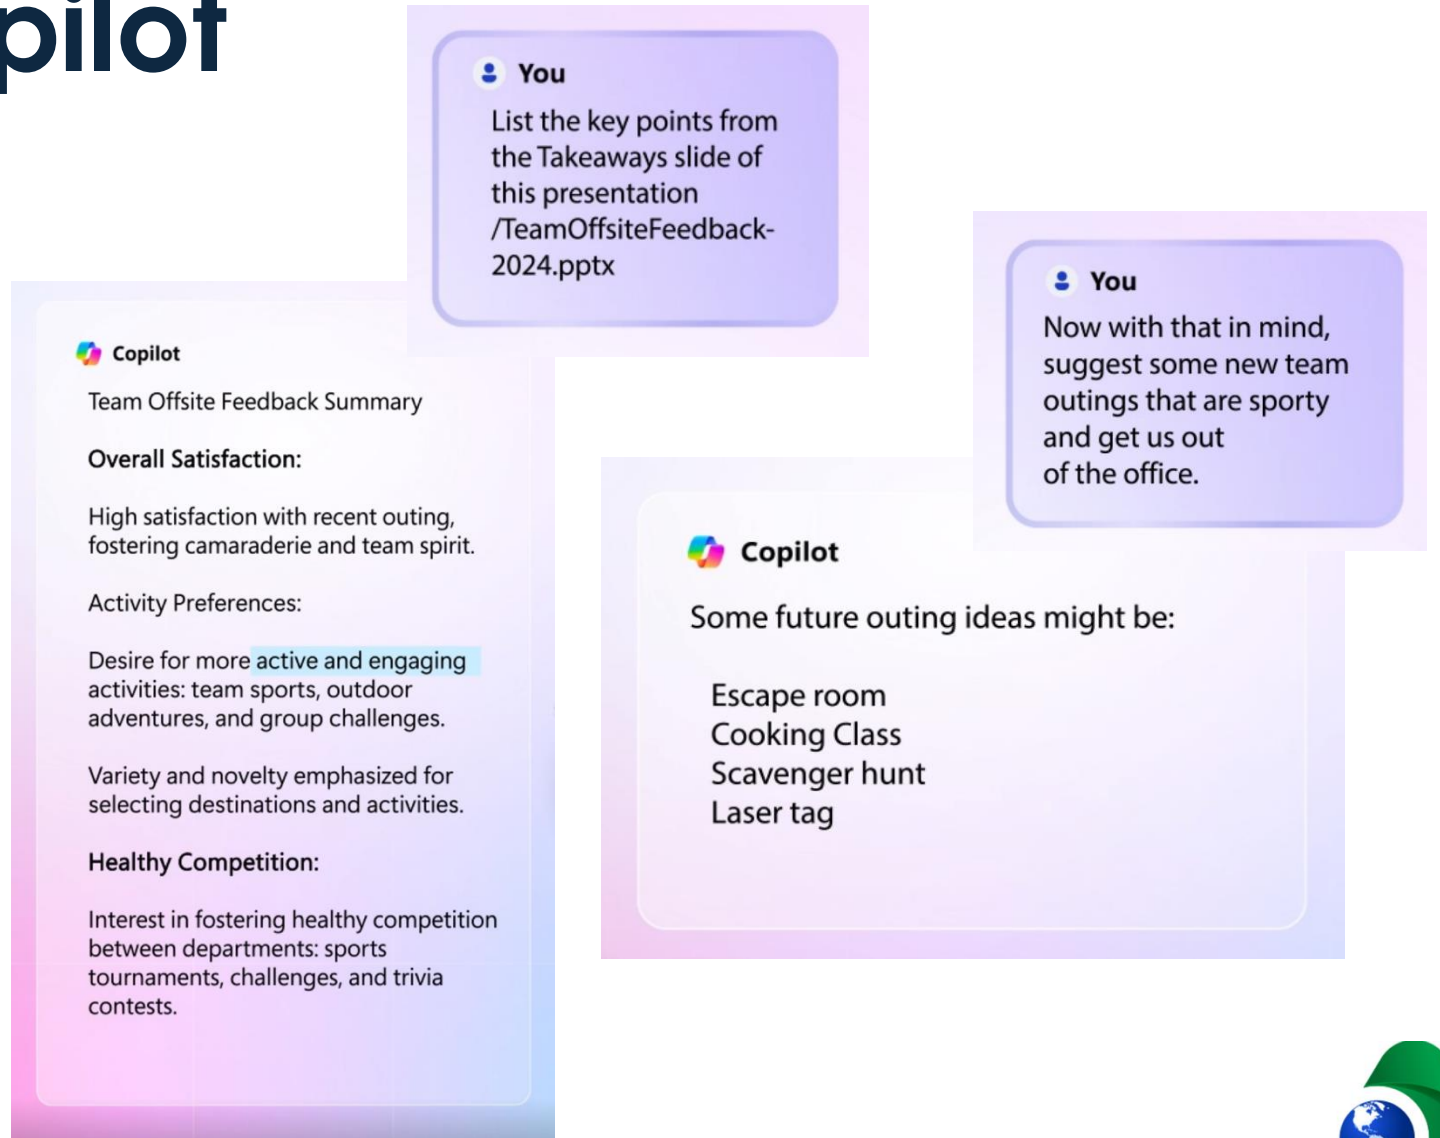 pilot
You
List the key points from
the Takeaways slide of
this presentation
/TeamOffsiteFeedback-
2024.pptx
Copilot
Team Offsite Feedback Summary
Overall Satisfaction:
High satisfaction with recent outing,
fostering camaraderie and team spirit.
Activity Preferences:
Desire for more active and engaging
activities: team sports, outdoor
adventures, and group challenges.
Variety and novelty emphasized for
selecting destinations and activities.
Healthy Competition:
Interest in fostering healthy competition
between departments: sports
tournaments, challenges, and trivia
contests.
You
Now with that in mind,
suggest some new team
outings that are sporty
and get us out
of the office.
Copilot
Some future outing ideas might be:
Escape room
Cooking Class
Scavenger hunt
Laser tag